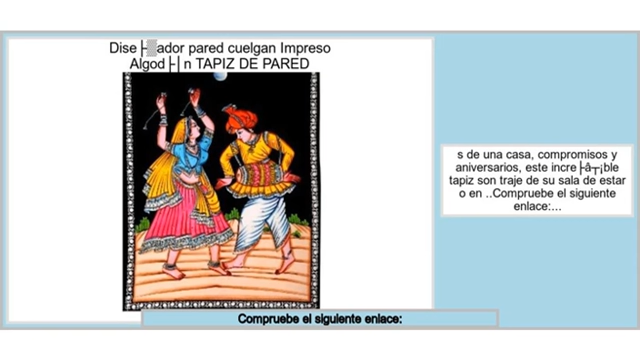 Dise├▒ador pared cuelgan Impreso
Algod├│n TAPIZ DE PARED
s de una casa, compromisos y
aniversarios, este incre├â┬¡ble
tapiz son traje de su sala de estar
o en ..Compruebe el siguiente
enlace:...
Compruebe el siguiente enlace: